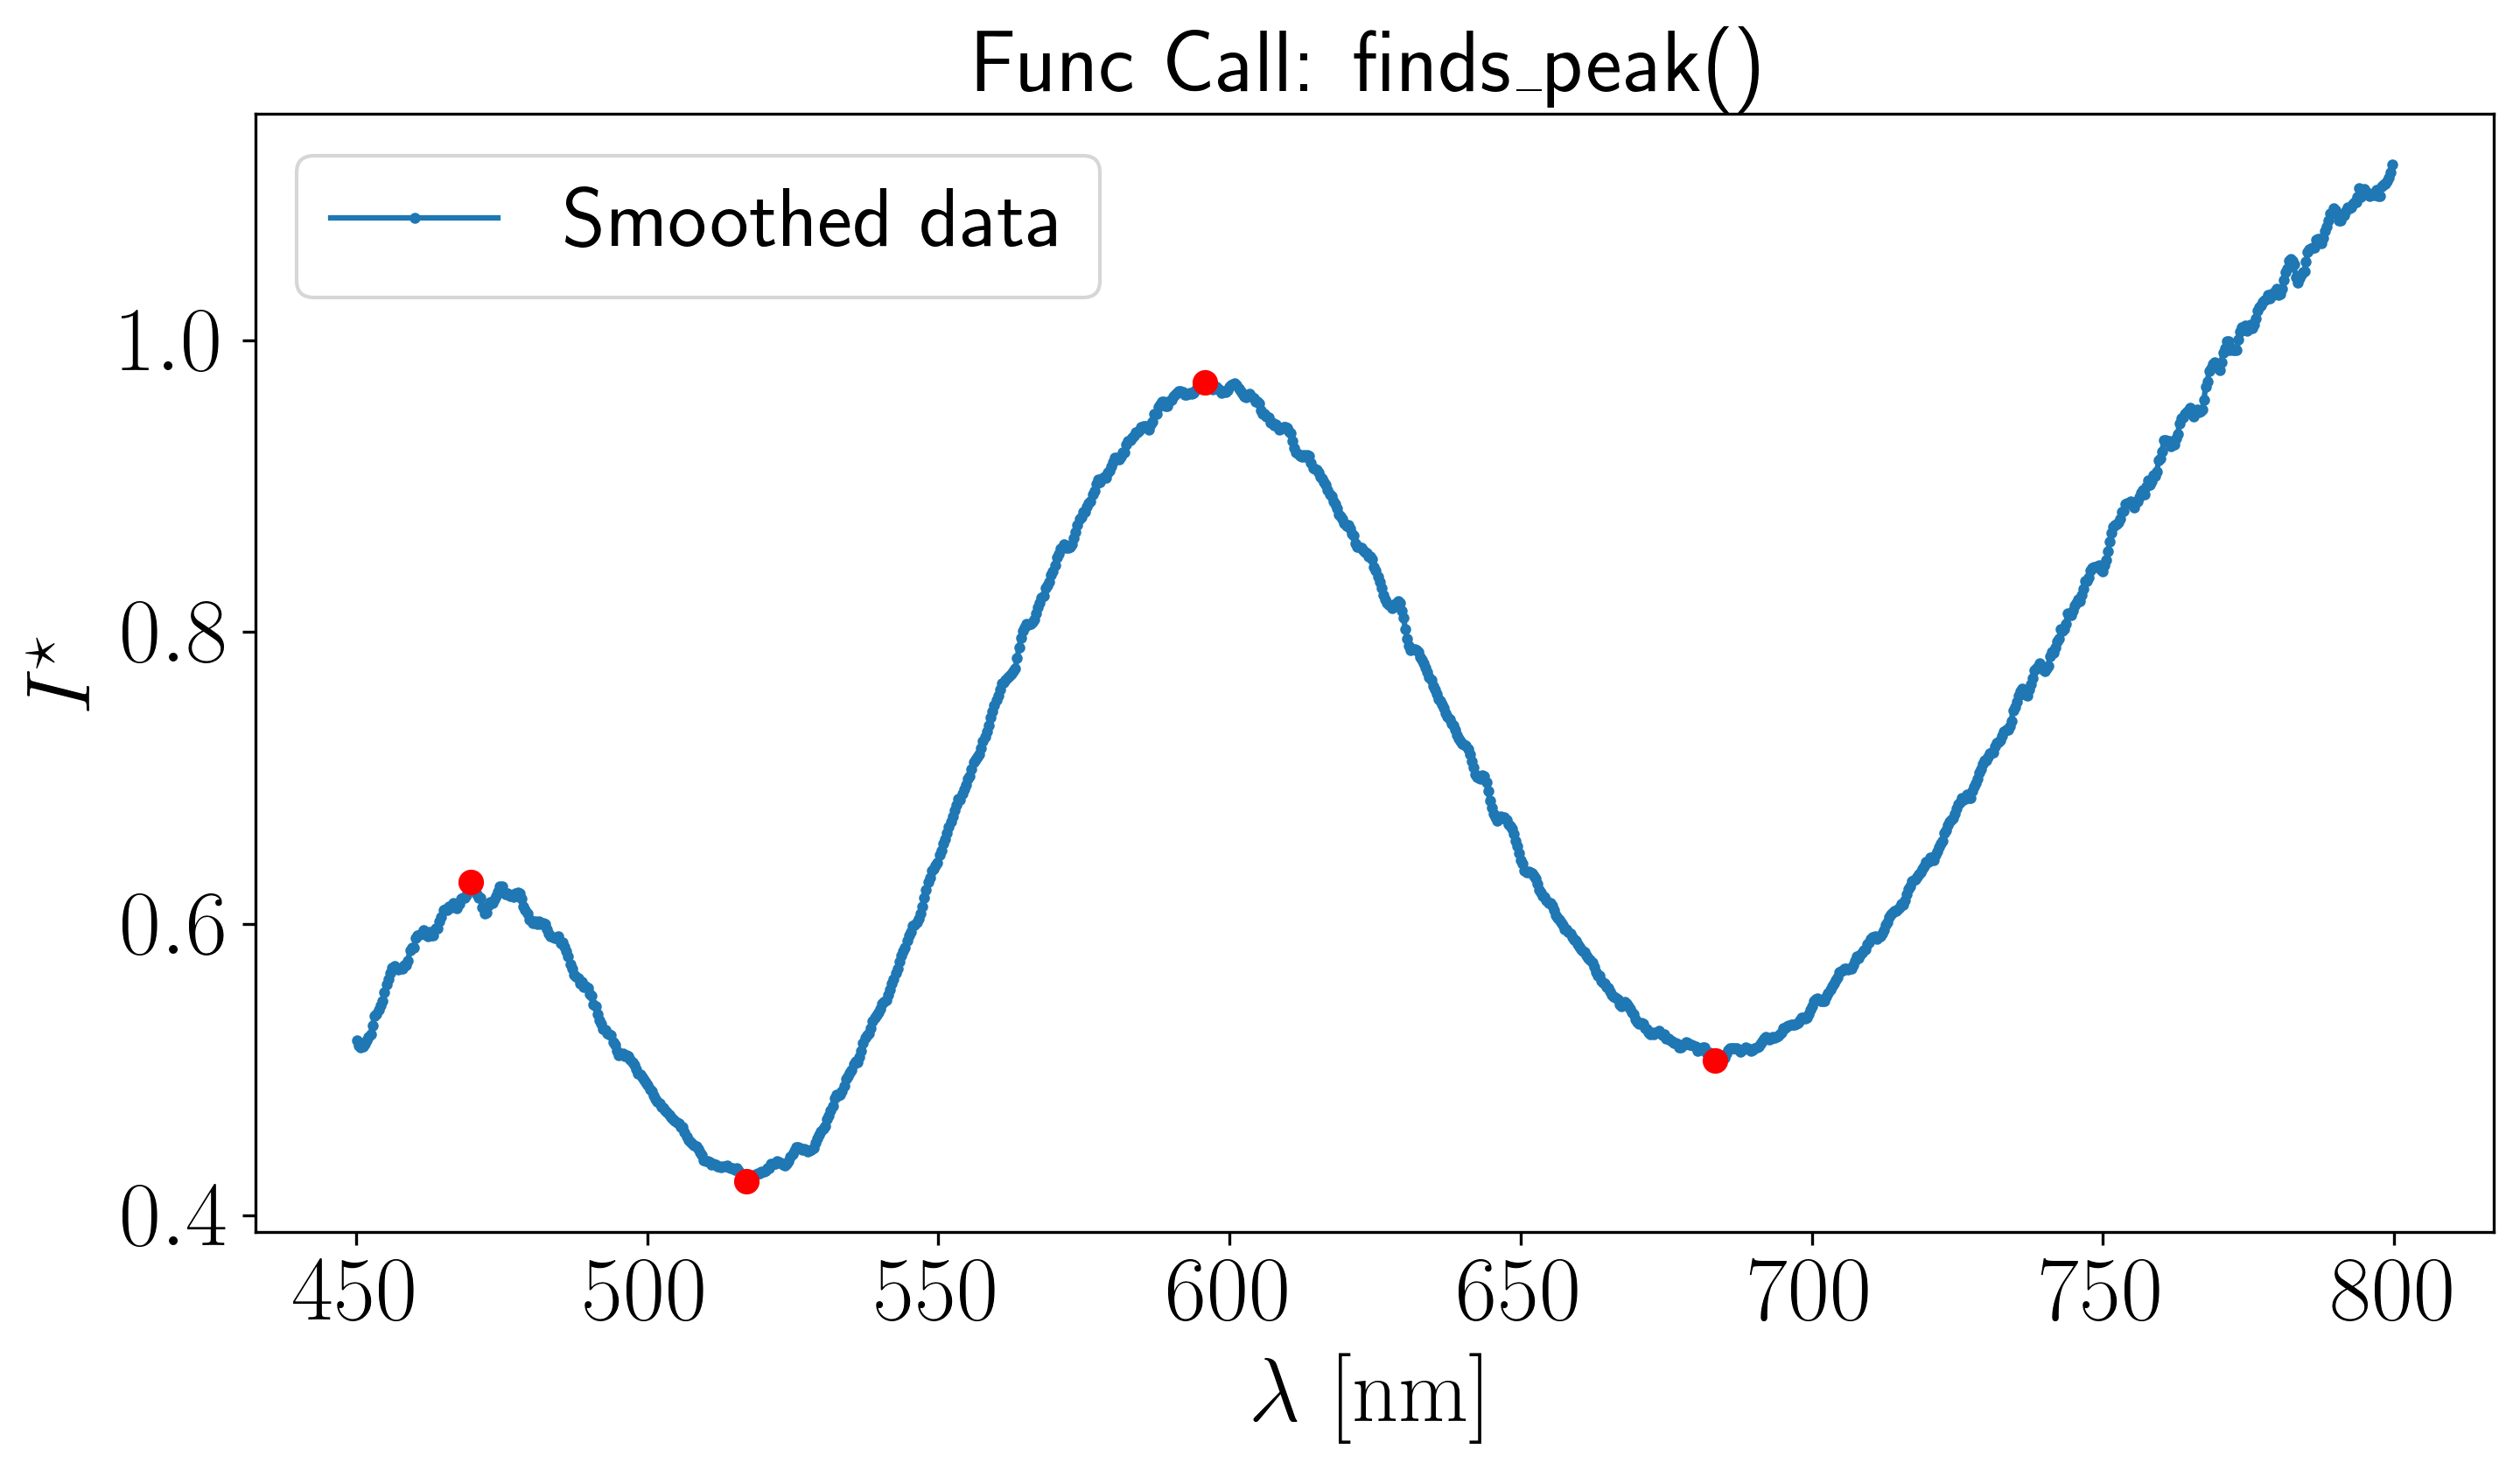 Func Call: finds_peak()
Smoothed data
1.0
0.8
0.6
0.4
I⋆
450 500 550 600 650 700 750 800
λ [nm]